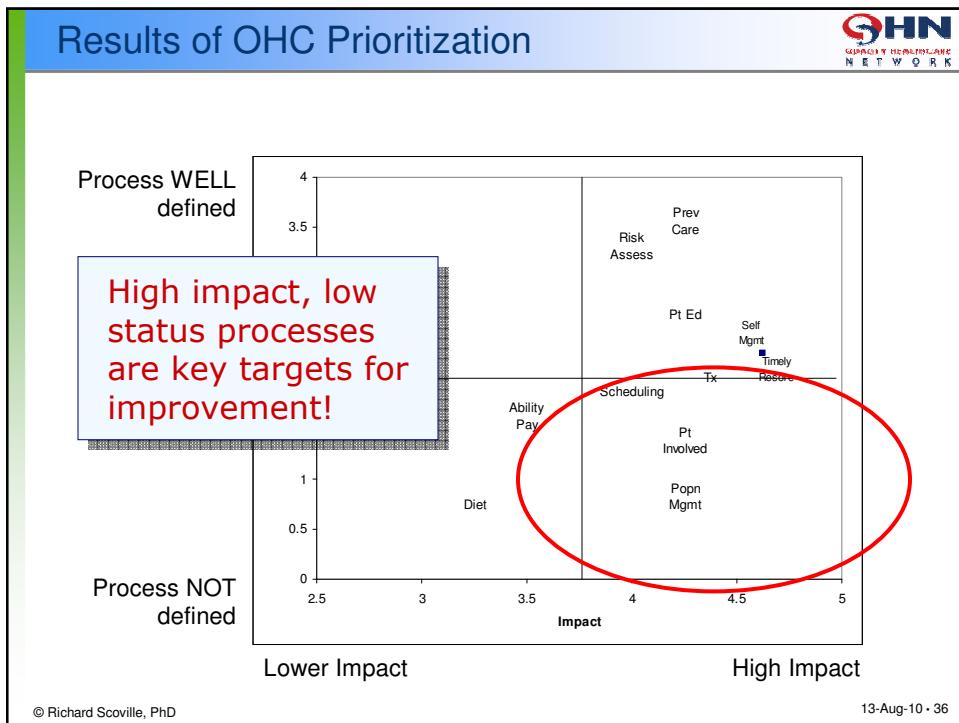 Results of OHC Prioritization
QHN
QUALITY HEALTHCARE
NETWORK
Process WELL
defined
4
3.5
Prev
Care
Risk
Assess
High impact, low
status processes
are key targets for
improvement!
Pt Ed
Self
Mgmt
Timely
Resore
Tx
Scheduling
Ability
Pay
Pt
Involved
1
Popn
Mgmt
Diet
0.5
0
Process NOT
defined
2.5
3
3.5
4
4.5
5
Impact
Lower Impact
High Impact
© Richard Scoville, PhD
13-Aug-10 • 36